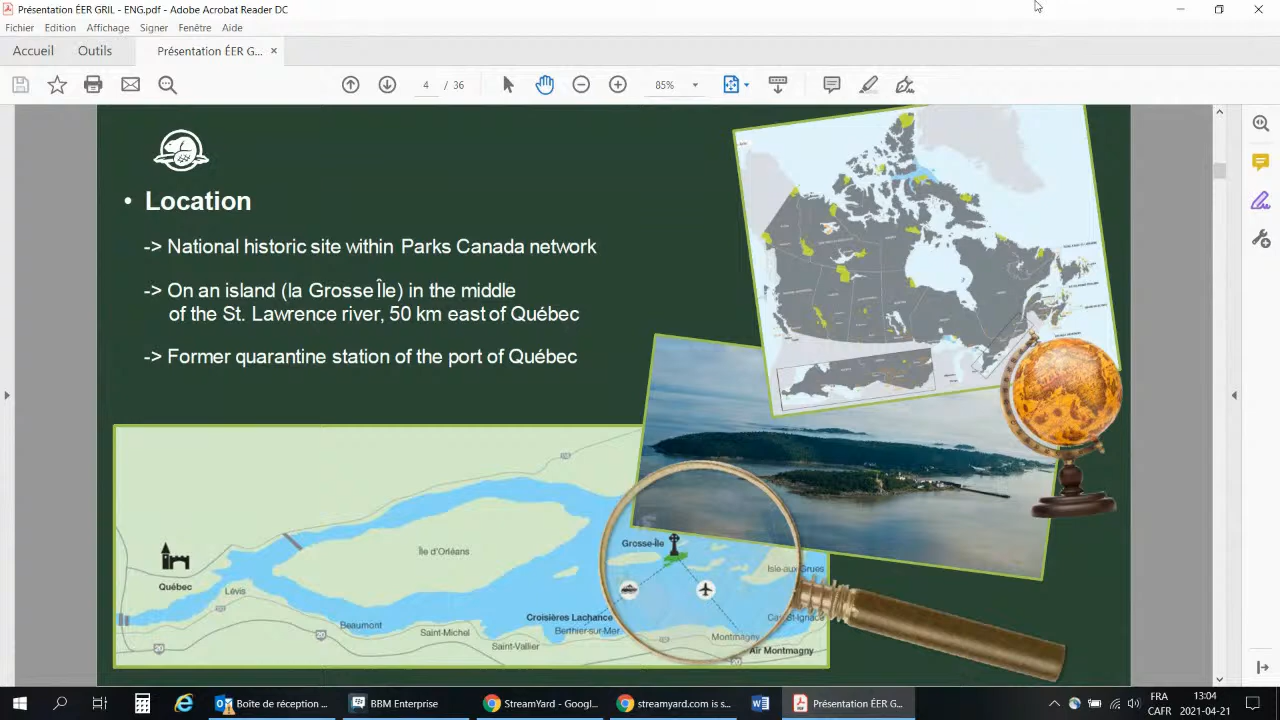 Présentation ÉER GRIL - ENG.pdf - Adobe Acrobat Reader DC
Fichier Edition Affichage Signer Fenêtre Aide
Accueil Outils Présentation ÉER G... ×
4 / 36 85%
• Location
-> National historic site within Parks Canada network
-> On an island (la Grosse Île) in the middle
of the St. Lawrence river, 50 km east of Québec
-> Former quarantine station of the port of Québec
Grosse-Île
Île d'Orléans
Isle-aux-Grues
Québec
Lévis
Croisières Lachance
Beaumont
Saint-Michel
Berthier-sur-Mer
Montmagny
Saint-Vallier
Air Montmagny
20
20
20
Boîte de réception ...
BBM Enterprise
StreamYard - Googl...
streamyard.com is s...
Présentation ÉER G...
FRA
CAFR
13:04
2021-04-21